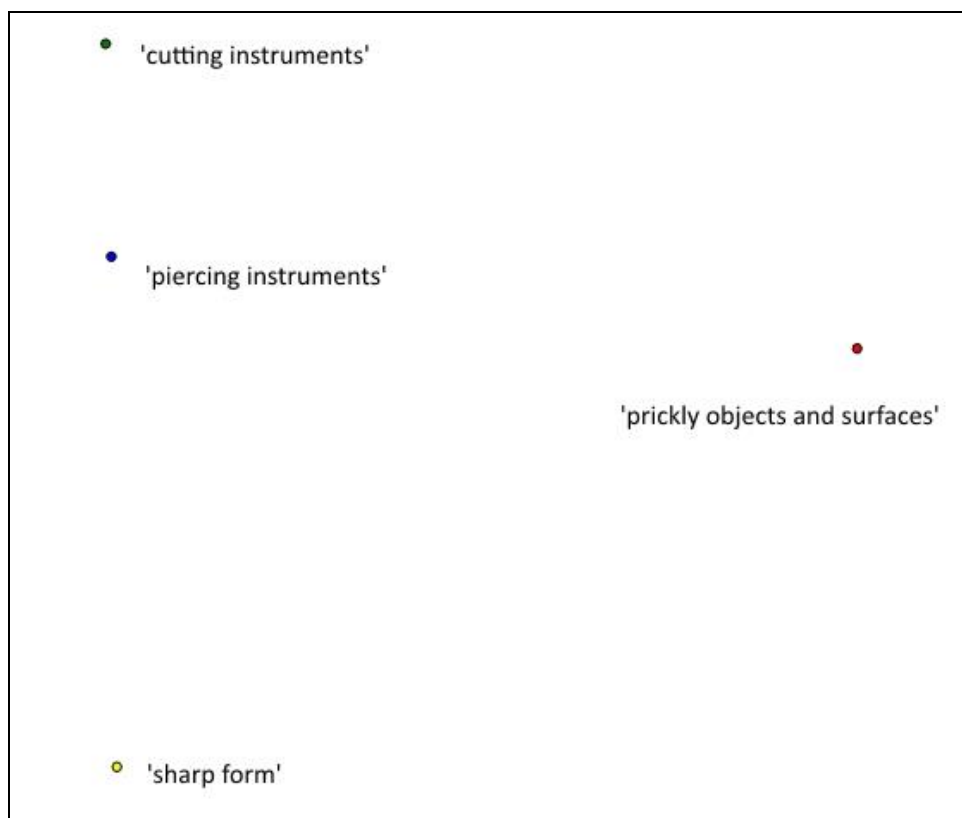 'cutting instruments'
'piercing instruments'
'prickly objects and surfaces'
'sharp form'